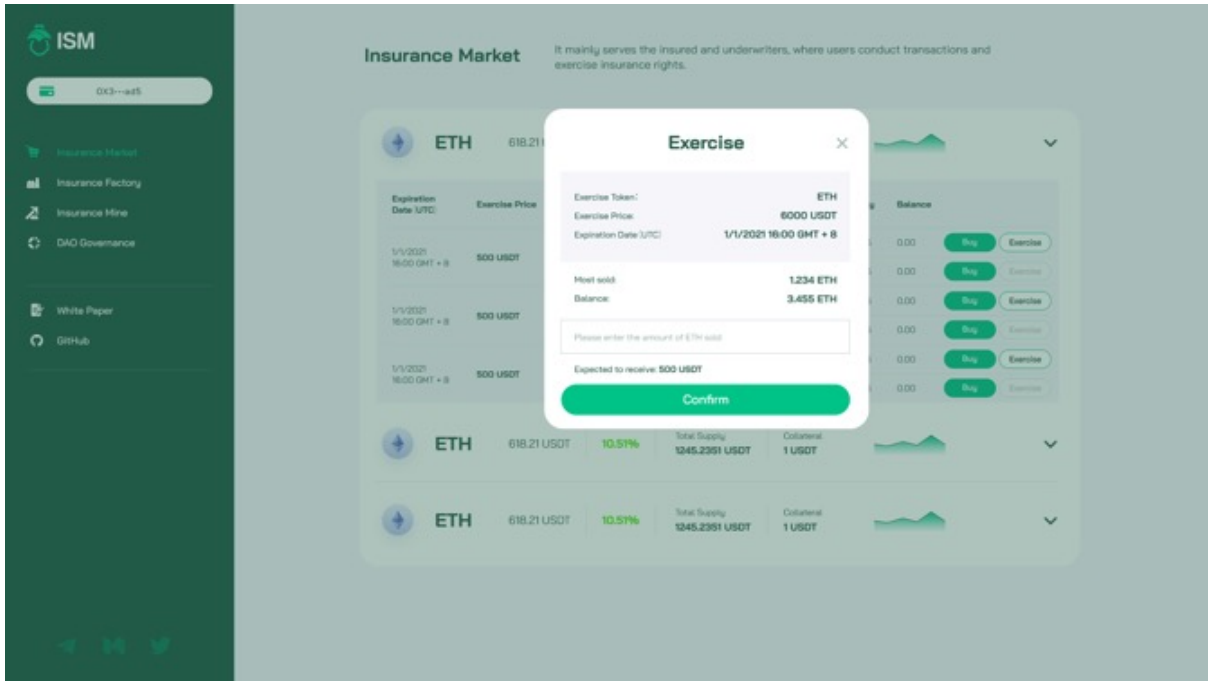 ISM
0X3---ad5
Insurance Market
Insurance Factory
Insurance Mine
DAO Governance
White Paper
GitHub
Insurance Market
It mainly serves the insured and underwriters, where users conduct transactions and
exercise insurance rights.
ETH 618.21 U
Expiration
Date (UTC) Exercise Price Balance
1/1/2021
16:00 GMT + 8 500 USDT
0.00 Buy Exercise
0.00 Buy Exercise
1/1/2021
16:00 GMT + 8 500 USDT
0.00 Buy Exercise
0.00 Buy Exercise
1/1/2021
16:00 GMT + 8 500 USDT
0.00 Buy Exercise
0.00 Buy Exercise
Exercise
Exercise Token: ETH
Exercise Price: 6000 USDT
Expiration Date (UTC) 1/1/2021 16:00 GMT + 8
Most sold: 1.234 ETH
Balance: 3.455 ETH
Please enter the amount of ETH sold
Expected to receive: 500 USDT
Confirm
ETH 618.21 USDT 10.51% Total Supply Collateral
1245.2351 USDT 1 USDT
ETH 618.21 USDT 10.51% Total Supply Collateral
1245.2351 USDT 1 USDT